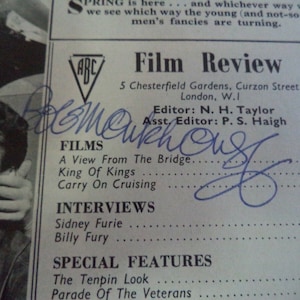 SPRING is here . . . and whichever way
we see which way the young (and not-so-
men's fancies are turning.
ABC
Film Review
5 Chesterfield Gardens, Curzon Street
London, W.1
Editor: N. H. Taylor
Asst. Editor: P. S. Haigh
Bob Monkhouse
FILMS
A View From The Bridge
King Of Kings
Carry On Cruising
INTERVIEWS
Sidney Furie
Billy Fury
SPECIAL FEATURES
The Tenpin Look
Parade Of The Veterans